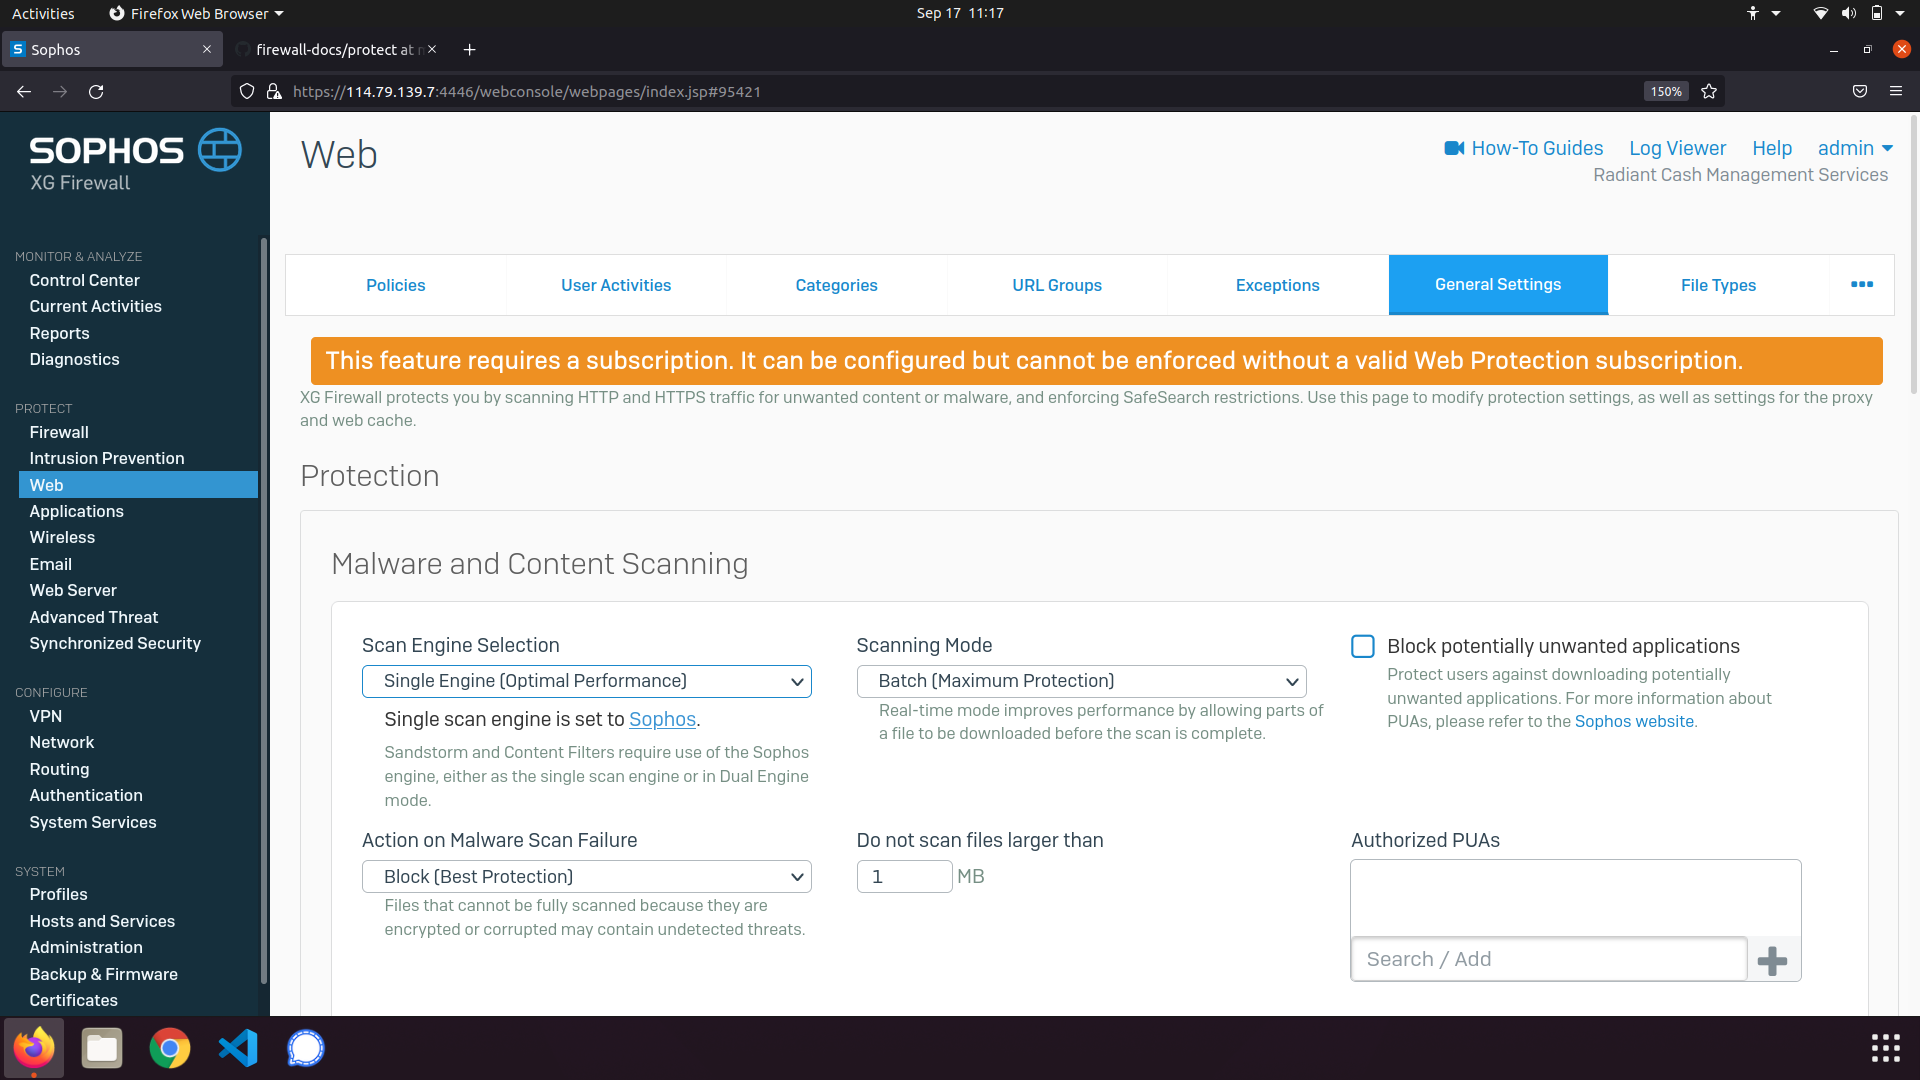 Activities
Firefox Web Browser
Sep 17 11:17
Sophos
firewall-docs/protect at
https://114.79.139.7:4446/webconsole/webpages/index.jsp#95421
150%
SOPHOS
XG Firewall
MONITOR & ANALYZE
Control Center
Current Activities
Reports
Diagnostics
PROTECT
Firewall
Intrusion Prevention
Web
Applications
Wireless
Email
Web Server
Advanced Threat
Synchronized Security
CONFIGURE
VPN
Network
Routing
Authentication
System Services
SYSTEM
Profiles
Hosts and Services
Administration
Backup & Firmware
Certificates
Web
How-To Guides
Log Viewer
Help
admin
Radiant Cash Management Services
Policies
User Activities
Categories
URL Groups
Exceptions
General Settings
File Types
This feature requires a subscription. It can be configured but cannot be enforced without a valid Web Protection subscription.
XG Firewall protects you by scanning HTTP and HTTPS traffic for unwanted content or malware, and enforcing SafeSearch restrictions. Use this page to modify protection settings, as well as settings for the proxy
and web cache.
Protection
Malware and Content Scanning
Scan Engine Selection
Single Engine (Optimal Performance)
Single scan engine is set to Sophos.
Sandstorm and Content Filters require use of the Sophos
engine, either as the single scan engine or in Dual Engine
mode.
Scanning Mode
Batch (Maximum Protection)
Real-time mode improves performance by allowing parts of
a file to be downloaded before the scan is complete.
Block potentially unwanted applications
Protect users against downloading potentially
unwanted applications. For more information about
PUAs, please refer to the Sophos website.
Action on Malware Scan Failure
Block (Best Protection)
Files that cannot be fully scanned because they are
encrypted or corrupted may contain undetected threats.
Do not scan files larger than
1 MB
Authorized PUAs
Search / Add